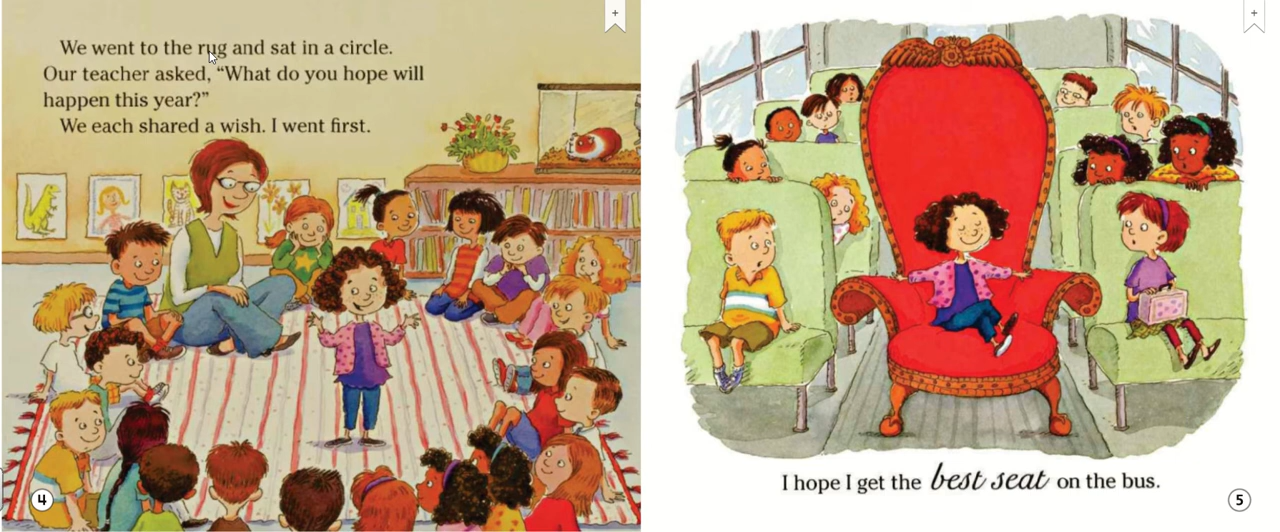 We went to the rug and sat in a circle.
Our teacher asked, “What do you hope will
happen this year?”
We each shared a wish. I went first.
4
I hope I get the best seat on the bus.
5